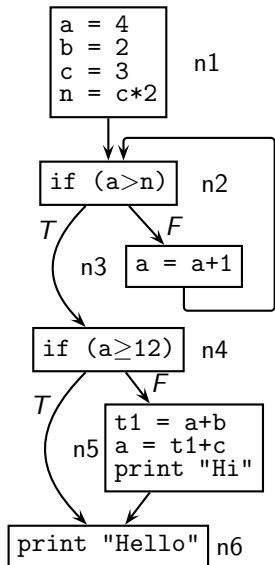 a = 4
b = 2
c = 3
n = c*2
n1
if (a>n)
n2
T
F
n3
a = a+1
if (a≥12)
n4
T
F
n5
t1 = a+b
a = t1+c
print "Hi"
print "Hello"
n6